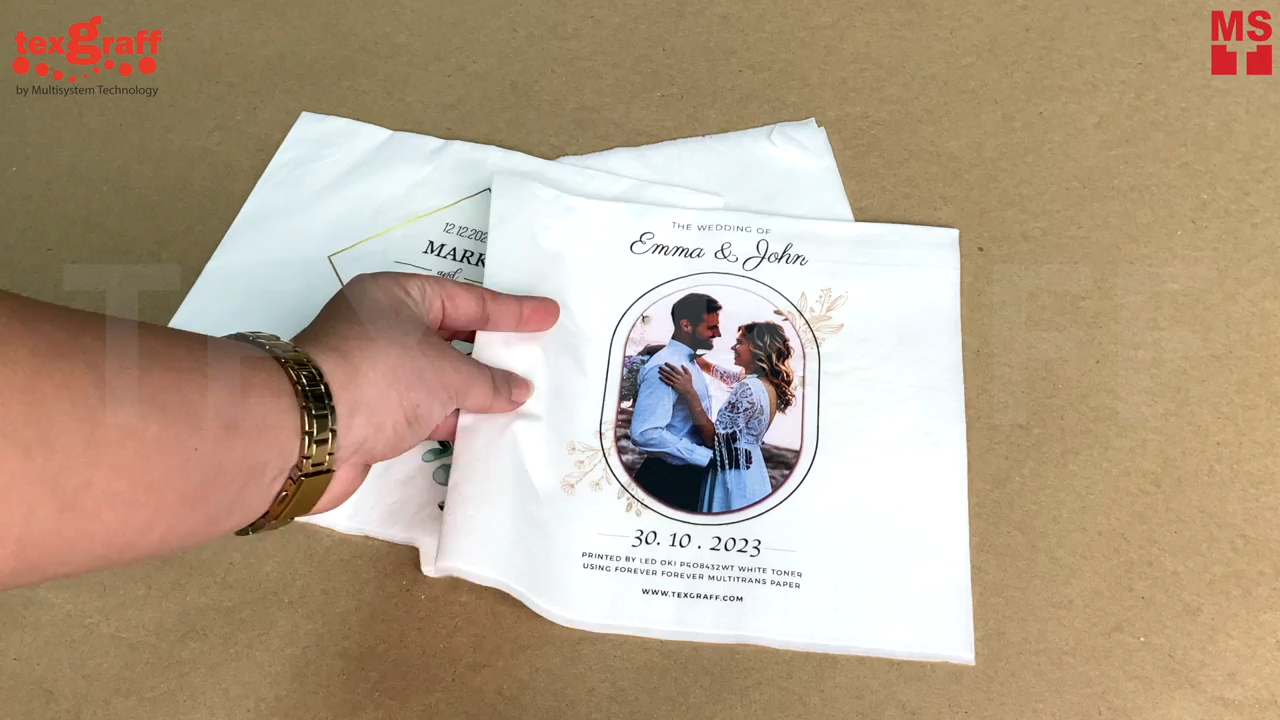 texgraff
by Multisystem Technology
MS
T
12.12.202
MARK
and
THE WEDDING OF
Emma & John
30. 10 . 2023
PRINTED BY LED OKI PRO8432WT WHITE TONER
USING FOREVER FOREVER MULTITRANS PAPER
WWW.TEXGRAFF.COM